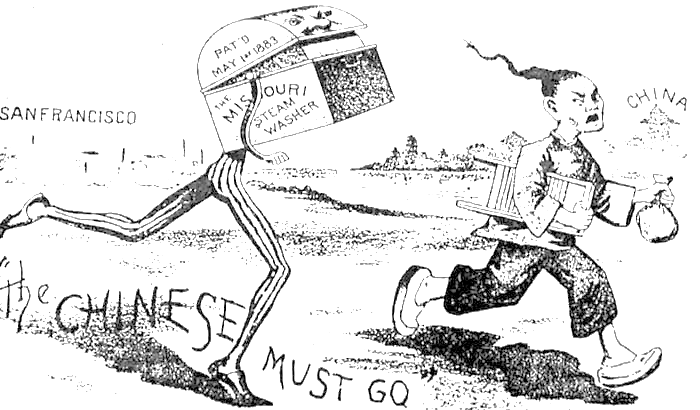 PAT'D
MAY 1st 1883
THE
MISSOURI
STEAM
WASHER
SANFRANCISCO
CHINA
"the CHINESE
MUST GO"